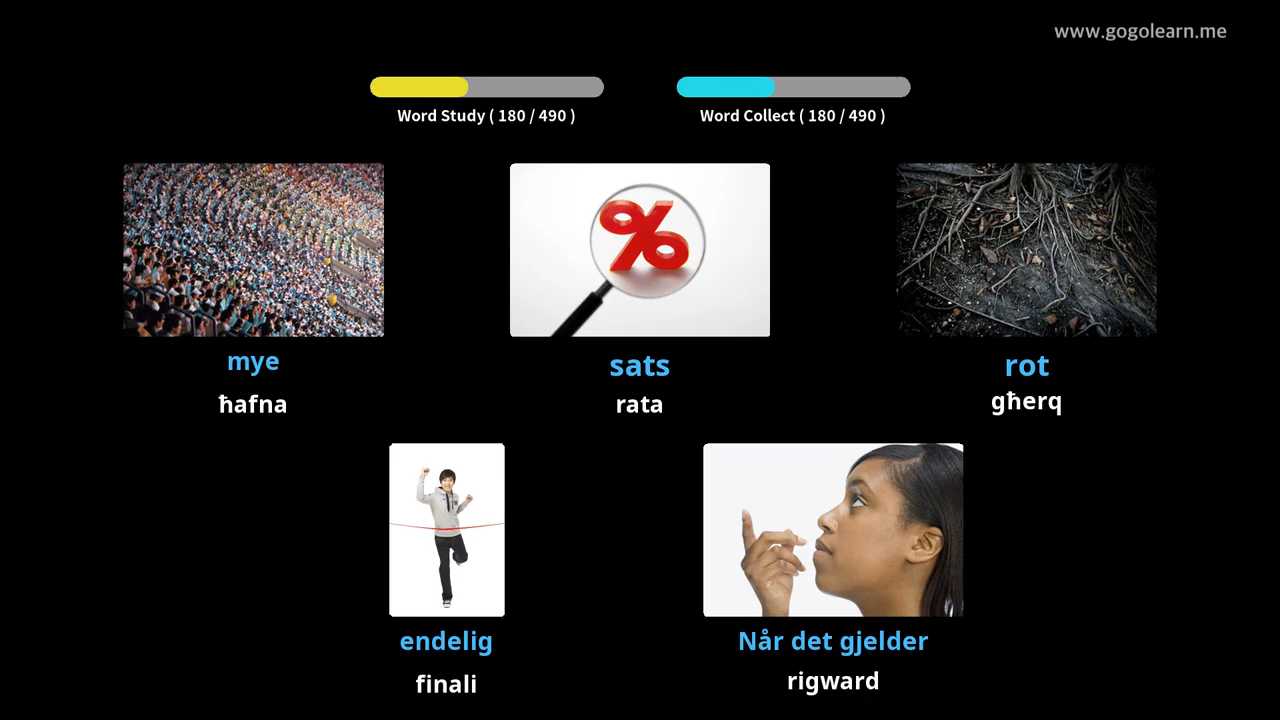 www.gogolearn.me
Word Study ( 180 / 490 )
Word Collect ( 180 / 490 )
mye
ħafna
%
sats
rata
rot
għerq
endelig
finali
Når det gjelder
rigward